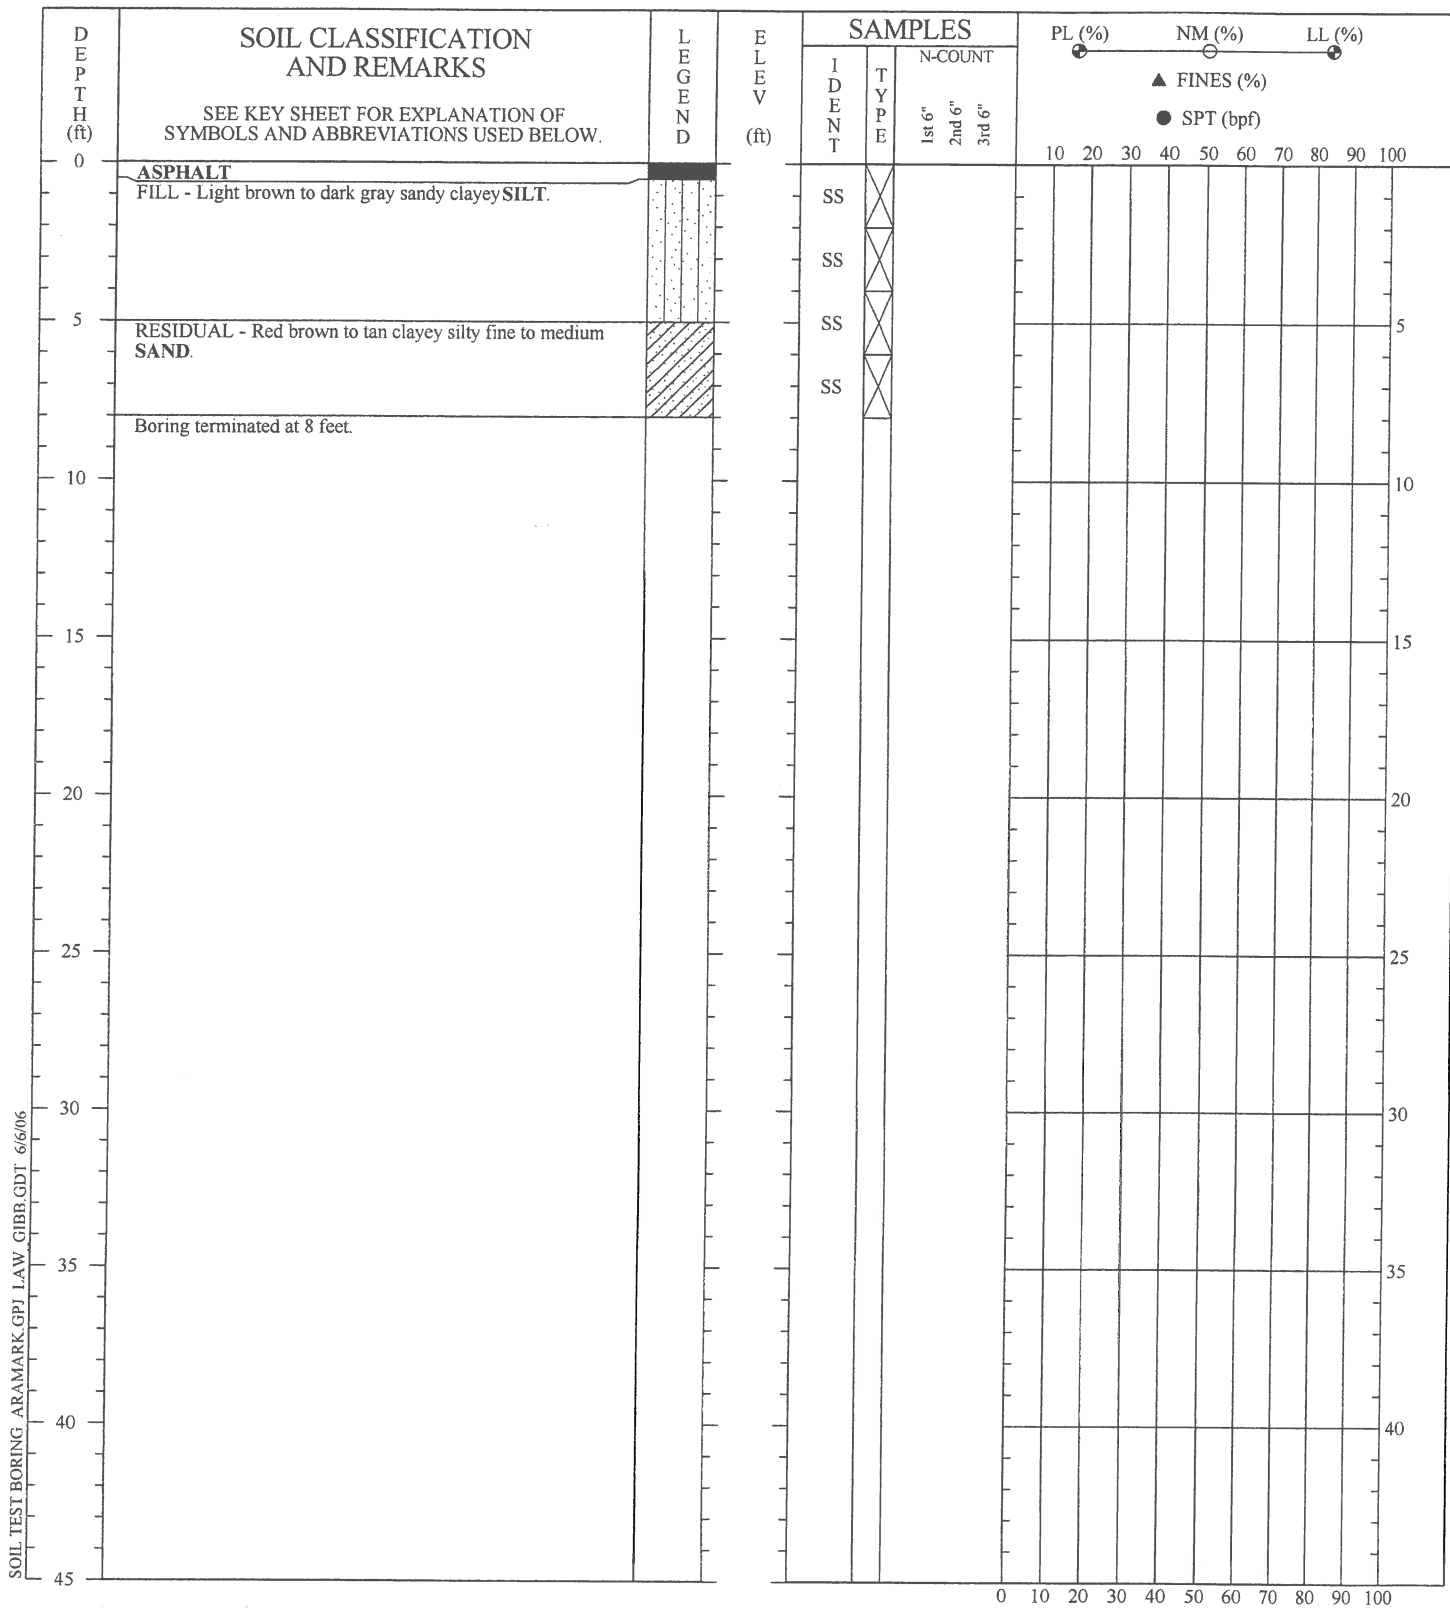 DEPTH (ft)
SOIL CLASSIFICATION
AND REMARKS
SEE KEY SHEET FOR EXPLANATION OF
SYMBOLS AND ABBREVIATIONS USED BELOW.
LEGEND
ELEV (ft)
SAMPLES
IDENT
TYPE
N-COUNT
1st 6"
2nd 6"
3rd 6"
PL (%) NM (%) LL (%)
▲ FINES (%)
● SPT (bpf)
10 20 30 40 50 60 70 80 90 100
0
ASPHALT
FILL - Light brown to dark gray sandy clayey SILT.
SS
SS
5
RESIDUAL - Red brown to tan clayey silty fine to medium
SAND.
SS
5
SS
Boring terminated at 8 feet.
10
10
15
15
20
20
25
25
30
30
35
35
40
40
45
0 10 20 30 40 50 60 70 80 90 100
SOIL TEST BORING ARAMARK.GPJ LAW_GIBB.GDT 6/6/06